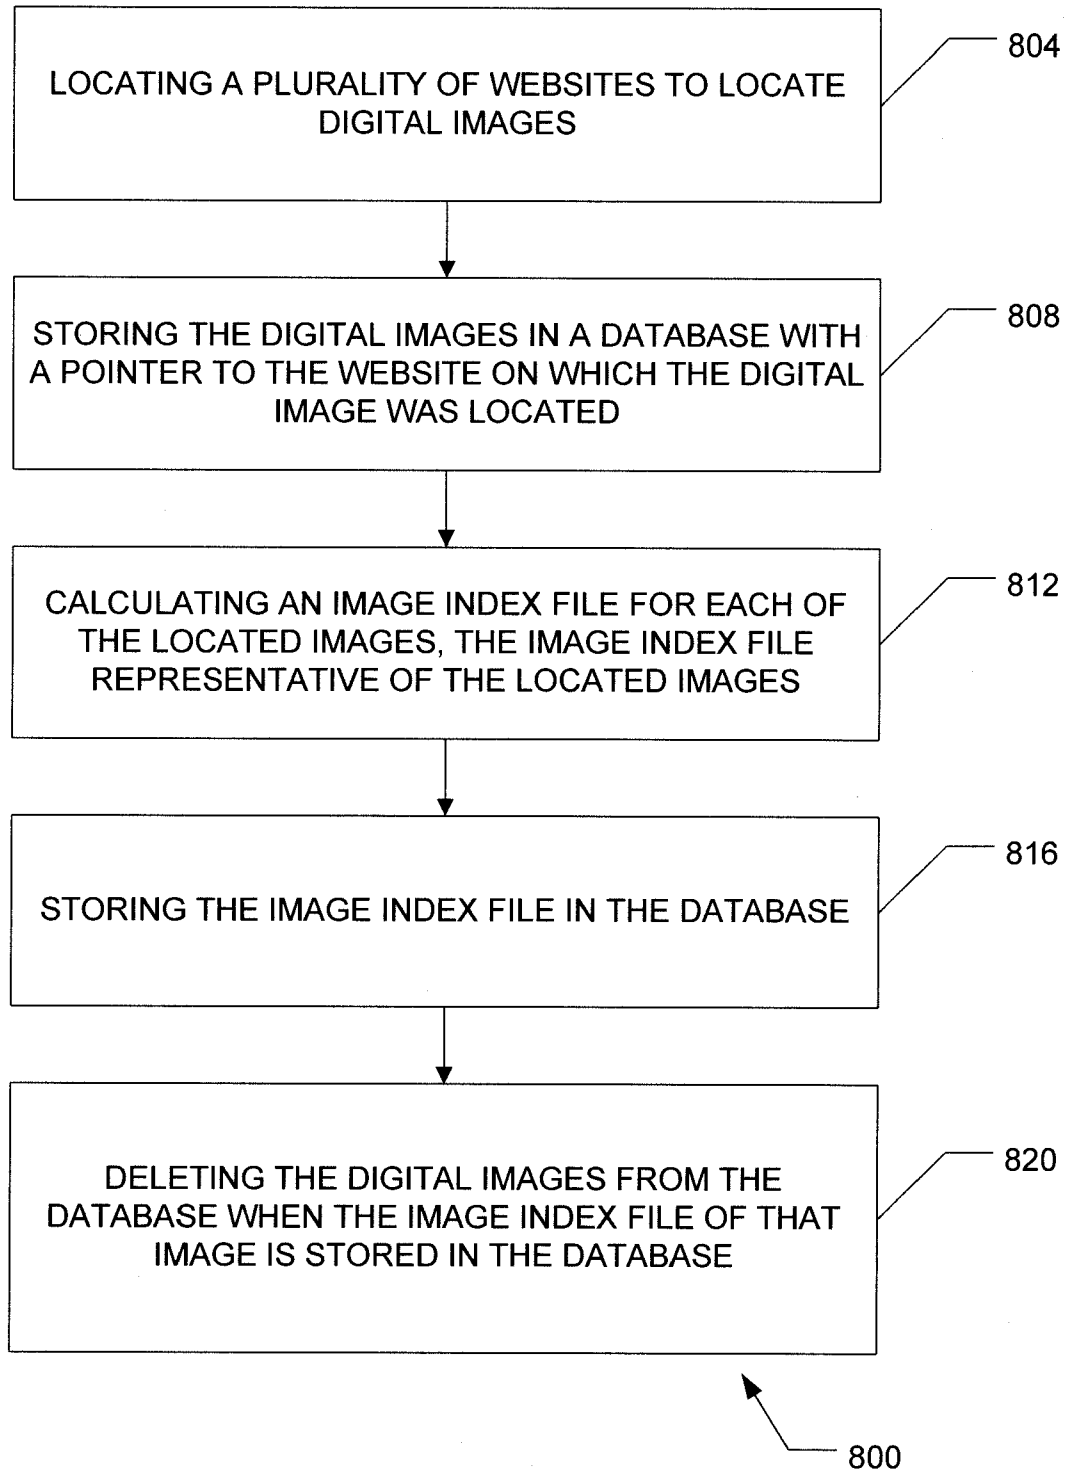 LOCATING A PLURALITY OF WEBSITES TO LOCATE
DIGITAL IMAGES
804
STORING THE DIGITAL IMAGES IN A DATABASE WITH
A POINTER TO THE WEBSITE ON WHICH THE DIGITAL
IMAGE WAS LOCATED
808
CALCULATING AN IMAGE INDEX FILE FOR EACH OF
THE LOCATED IMAGES, THE IMAGE INDEX FILE
REPRESENTATIVE OF THE LOCATED IMAGES
812
STORING THE IMAGE INDEX FILE IN THE DATABASE
816
DELETING THE DIGITAL IMAGES FROM THE
DATABASE WHEN THE IMAGE INDEX FILE OF THAT
IMAGE IS STORED IN THE DATABASE
820
800